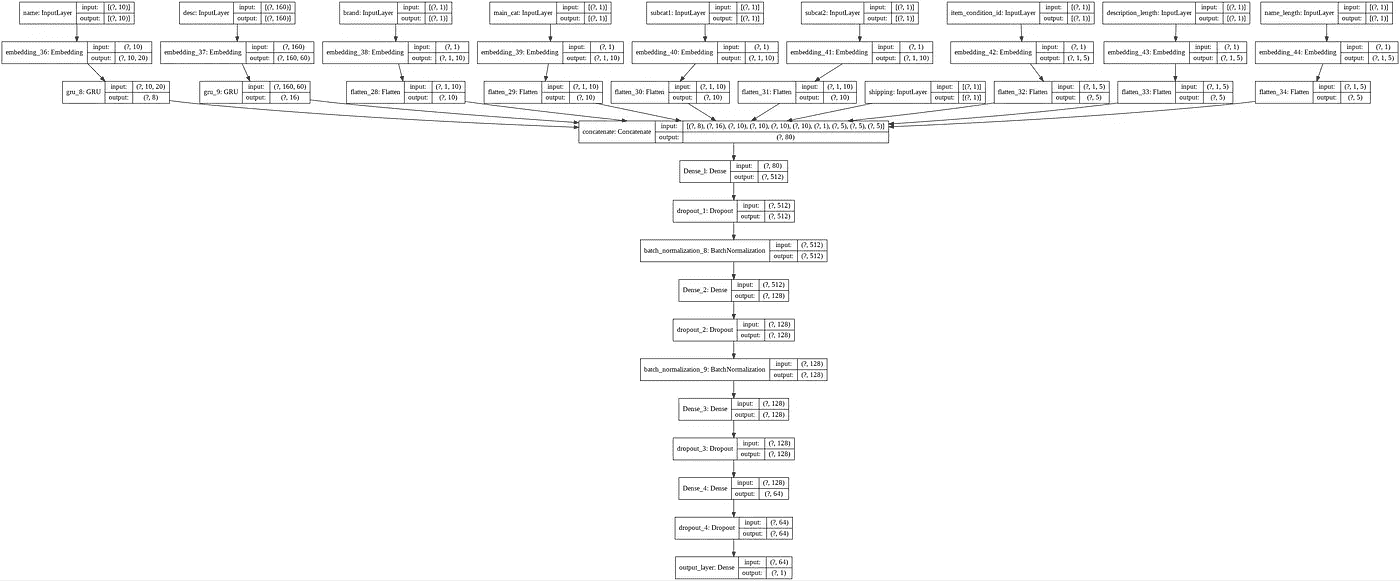 name: InputLayer input: [(?, 10)] output: [(?, 10)]
desc: InputLayer input: [(?, 160)] output: [(?, 160)]
brand: InputLayer input: [(?, 1)] output: [(?, 1)]
main_cat: InputLayer input: [(?, 1)] output: [(?, 1)]
subcat1: InputLayer input: [(?, 1)] output: [(?, 1)]
subcat2: InputLayer input: [(?, 1)] output: [(?, 1)]
item_condition_id: InputLayer input: [(?, 1)] output: [(?, 1)]
description_length: InputLayer input: [(?, 1)] output: [(?, 1)]
name_length: InputLayer input: [(?, 1)] output: [(?, 1)]
embedding_36: Embedding input: (?, 10) output: (?, 10, 20)
embedding_37: Embedding input: (?, 160) output: (?, 160, 60)
embedding_38: Embedding input: (?, 1) output: (?, 1, 10)
embedding_39: Embedding input: (?, 1) output: (?, 1, 10)
embedding_40: Embedding input: (?, 1) output: (?, 1, 10)
embedding_41: Embedding input: (?, 1) output: (?, 1, 10)
embedding_42: Embedding input: (?, 1) output: (?, 1, 5)
embedding_43: Embedding input: (?, 1) output: (?, 1, 5)
embedding_44: Embedding input: (?, 1) output: (?, 1, 5)
gru_8: GRU input: (?, 10, 20) output: (?, 8)
gru_9: GRU input: (?, 160, 60) output: (?, 16)
flatten_28: Flatten input: (?, 1, 10) output: (?, 10)
flatten_29: Flatten input: (?, 1, 10) output: (?, 10)
flatten_30: Flatten input: (?, 1, 10) output: (?, 10)
flatten_31: Flatten input: (?, 1, 10) output: (?, 10)
shipping: InputLayer input: [(?, 1)] output: [(?, 1)]
flatten_32: Flatten input: (?, 1, 5) output: (?, 5)
flatten_33: Flatten input: (?, 1, 5) output: (?, 5)
flatten_34: Flatten input: (?, 1, 5) output: (?, 5)
concatenate: Concatenate input: [(?, 8), (?, 16), (?, 10), (?, 10), (?, 10), (?, 10), (?, 1), (?, 5), (?, 5), (?, 5)] output: (?, 80)
Dense_1: Dense input: (?, 80) output: (?, 512)
dropout_1: Dropout input: (?, 512) output: (?, 512)
batch_normalization_8: BatchNormalization input: (?, 512) output: (?, 512)
Dense_2: Dense input: (?, 512) output: (?, 128)
dropout_2: Dropout input: (?, 128) output: (?, 128)
batch_normalization_9: BatchNormalization input: (?, 128) output: (?, 128)
Dense_3: Dense input: (?, 128) output: (?, 128)
dropout_3: Dropout input: (?, 128) output: (?, 128)
Dense_4: Dense input: (?, 128) output: (?, 64)
dropout_4: Dropout input: (?, 64) output: (?, 64)
output_layer: Dense input: (?, 64) output: (?, 1)